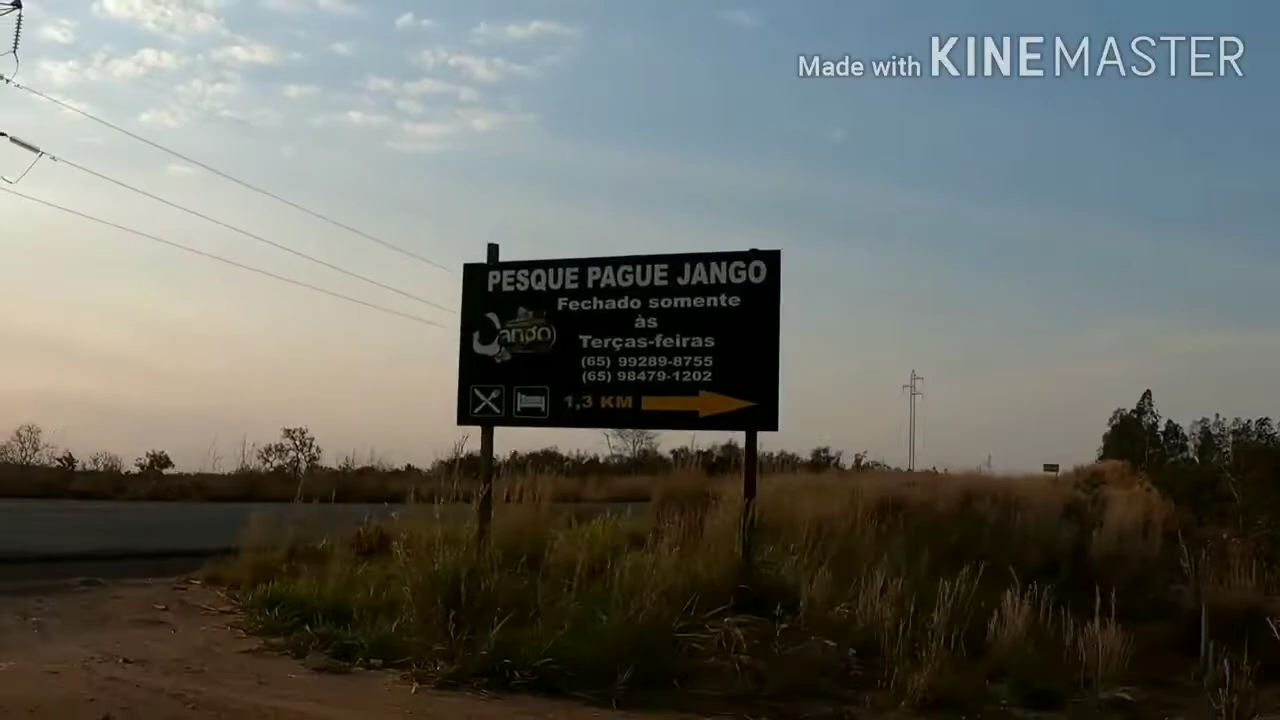 Made with KINEMASTER
PESQUE PAGUE JANGO
Fechado somente
às
Terças-feiras
Jango
(65) 99289-8755
(65) 98479-1202
1,3 KM